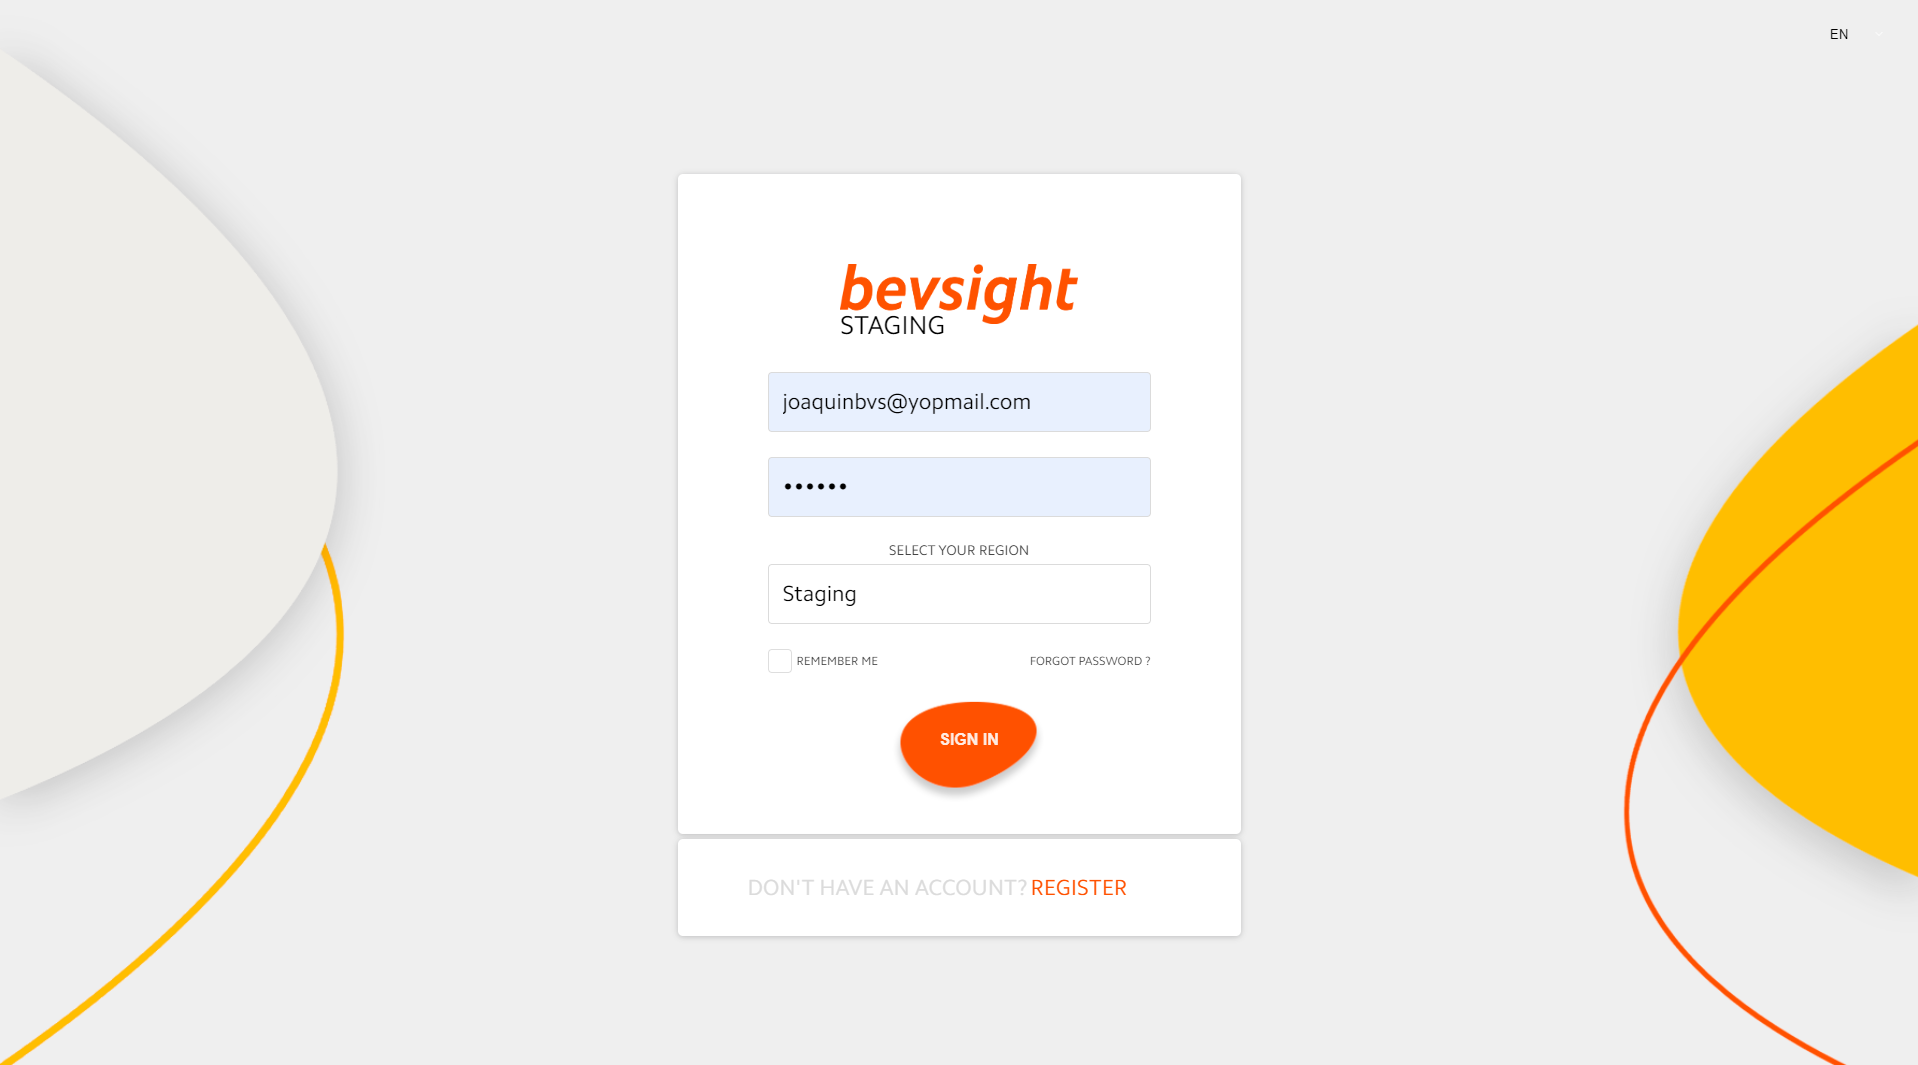 EN
bevsight
STAGING
joaquinbvs@yopmail.com
••••••
SELECT YOUR REGION
Staging
REMEMBER ME
FORGOT PASSWORD ?
SIGN IN
DON'T HAVE AN ACCOUNT? REGISTER